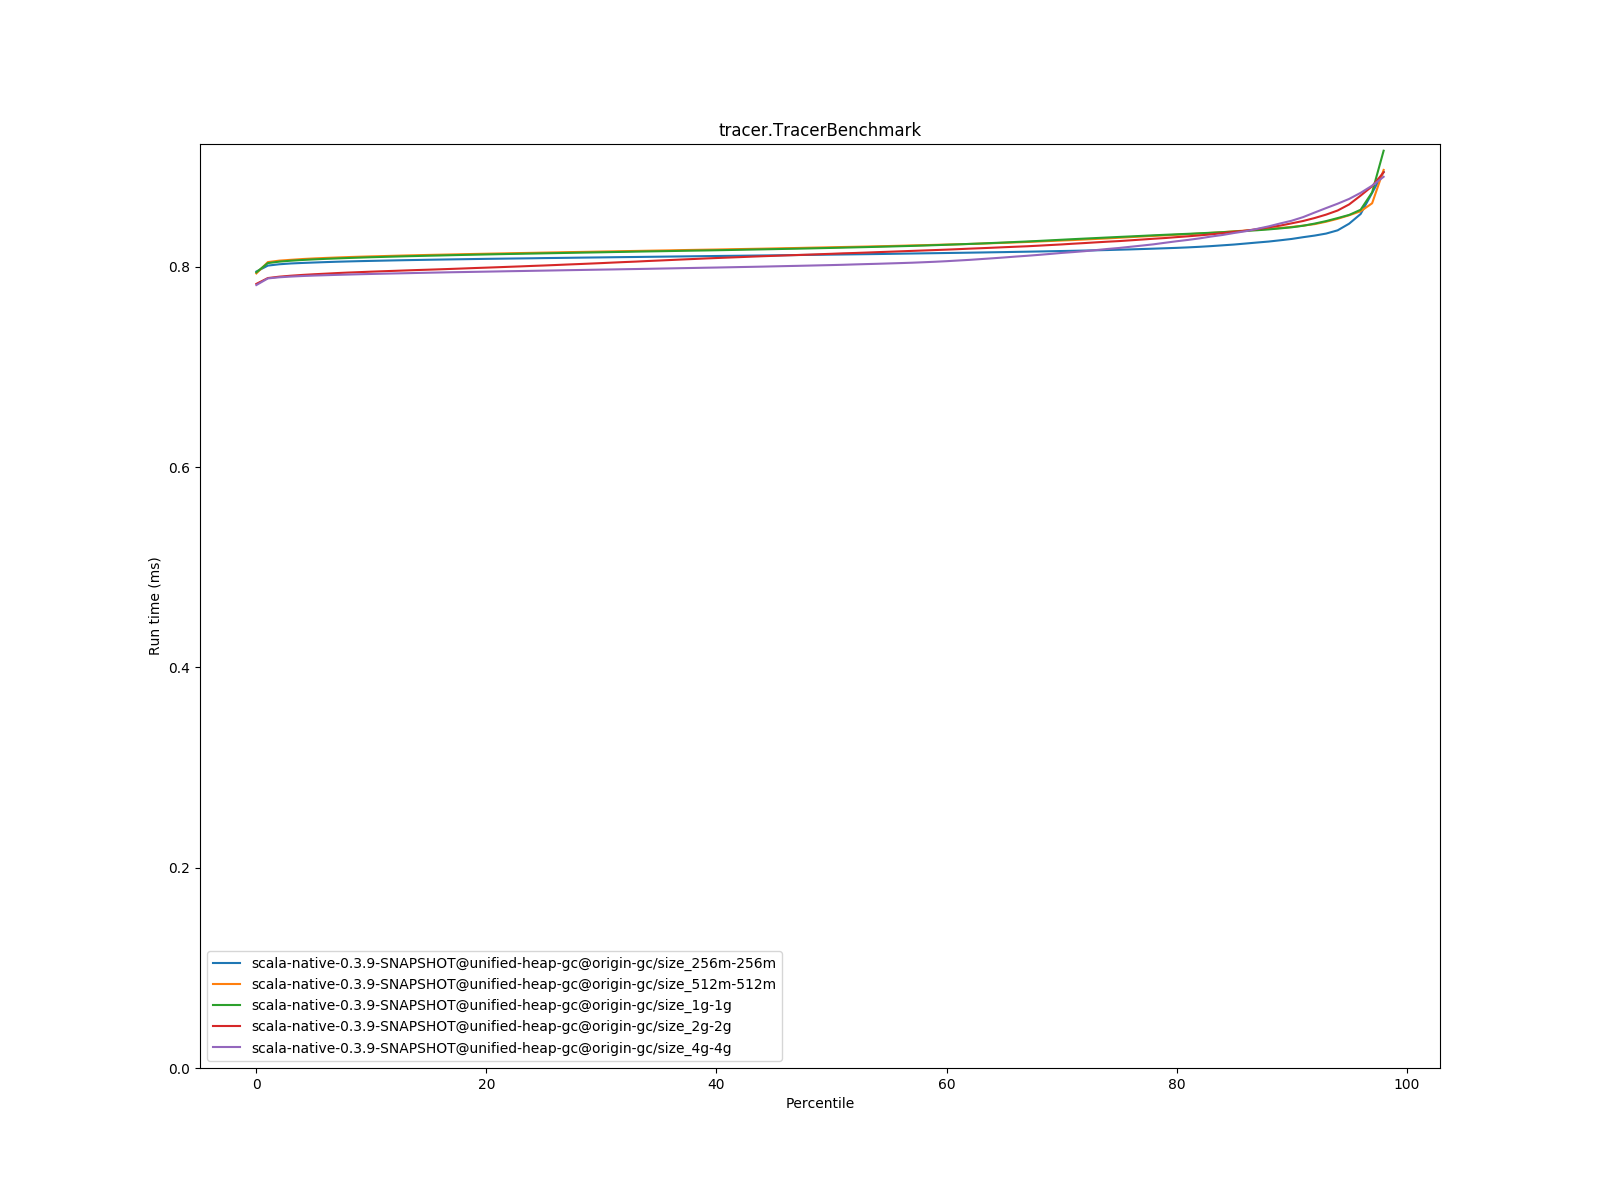 tracer.TracerBenchmark
Run time (ms)
0.8
0.6
0.4
0.2
0.0
scala-native-0.3.9-SNAPSHOT@unified-heap-gc@origin-gc/size_256m-256m
scala-native-0.3.9-SNAPSHOT@unified-heap-gc@origin-gc/size_512m-512m
scala-native-0.3.9-SNAPSHOT@unified-heap-gc@origin-gc/size_1g-1g
scala-native-0.3.9-SNAPSHOT@unified-heap-gc@origin-gc/size_2g-2g
scala-native-0.3.9-SNAPSHOT@unified-heap-gc@origin-gc/size_4g-4g
0 20 40 60 80 100
Percentile